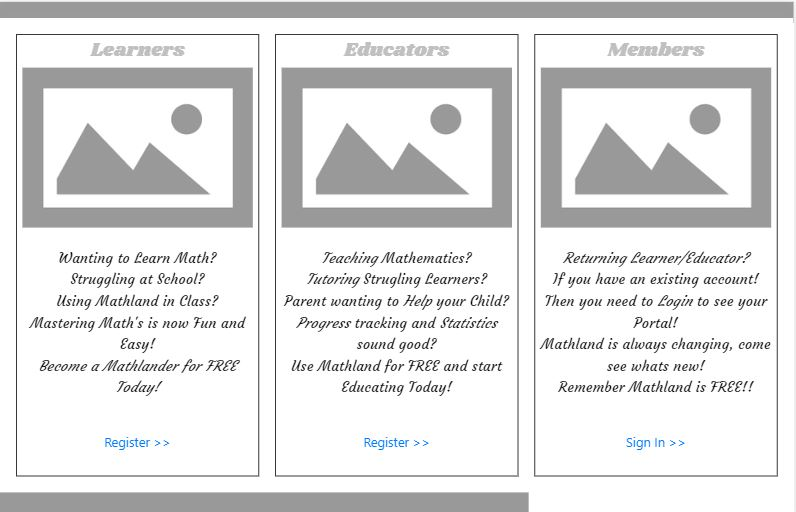 Learners
Wanting to Learn Math?
Struggling at School?
Using Mathland in Class?
Mastering Math's is now Fun and
Easy!
Become a Mathlander for FREE
Today!
Register >>
Educators
Teaching Mathematics?
Tutoring Strugling Learners?
Parent wanting to Help your Child?
Progress tracking and Statistics
sound good?
Use Mathland for FREE and start
Educating Today!
Register >>
Members
Returning Learner/Educator?
If you have an existing account!
Then you need to Login to see your
Portal!
Mathland is always changing, come
see whats new!
Remember Mathland is FREE!!
Sign In >>